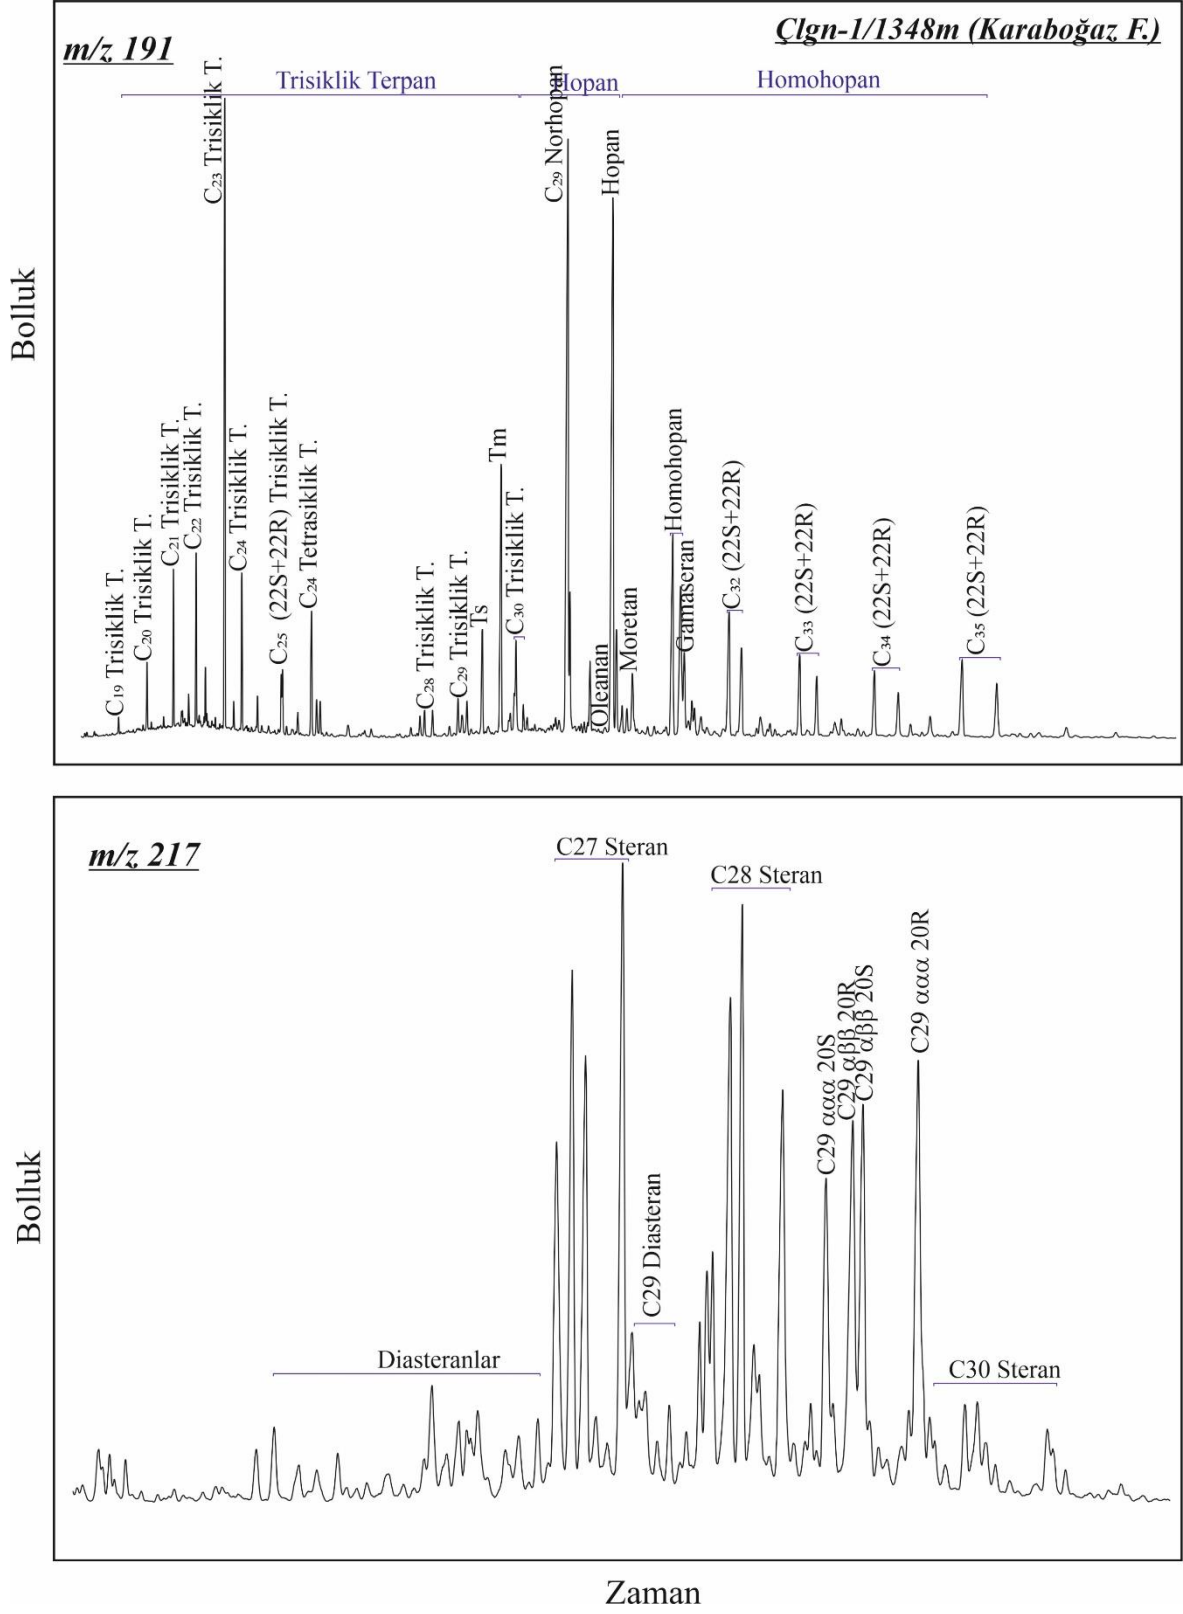 Çlgn-1/1348m (Karaboğaz F.)
m/z 191
Trisiklik Terpan
Hopan
Homohopan
Bolluk
C₁₉ Trisiklik T.
C₂₀ Trisiklik T.
C₂₁ Trisiklik T.
C₂₂ Trisiklik T.
C₂₃ Trisiklik T.
C₂₄ Trisiklik T.
C₂₅ (22S+22R) Trisiklik T.
C₂₄ Tetrasiklik T.
C₂₈ Trisiklik T.
C₂₉ Trisiklik T.
Ts
Tm
C₃₀ Trisiklik T.
C₂₉ Norhopan
Oleanan
Hopan
Moretan
Homohopan
Gamaseran
C₃₂ (22S+22R)
C₃₃ (22S+22R)
C₃₄ (22S+22R)
C₃₅ (22S+22R)
m/z 217
Bolluk
Diasteranlar
C27 Steran
C29 Diasteran
C28 Steran
C29 ααα 20S
C29 αββ 20R
C29 αββ 20S
C29 ααα 20R
C30 Steran
Zaman